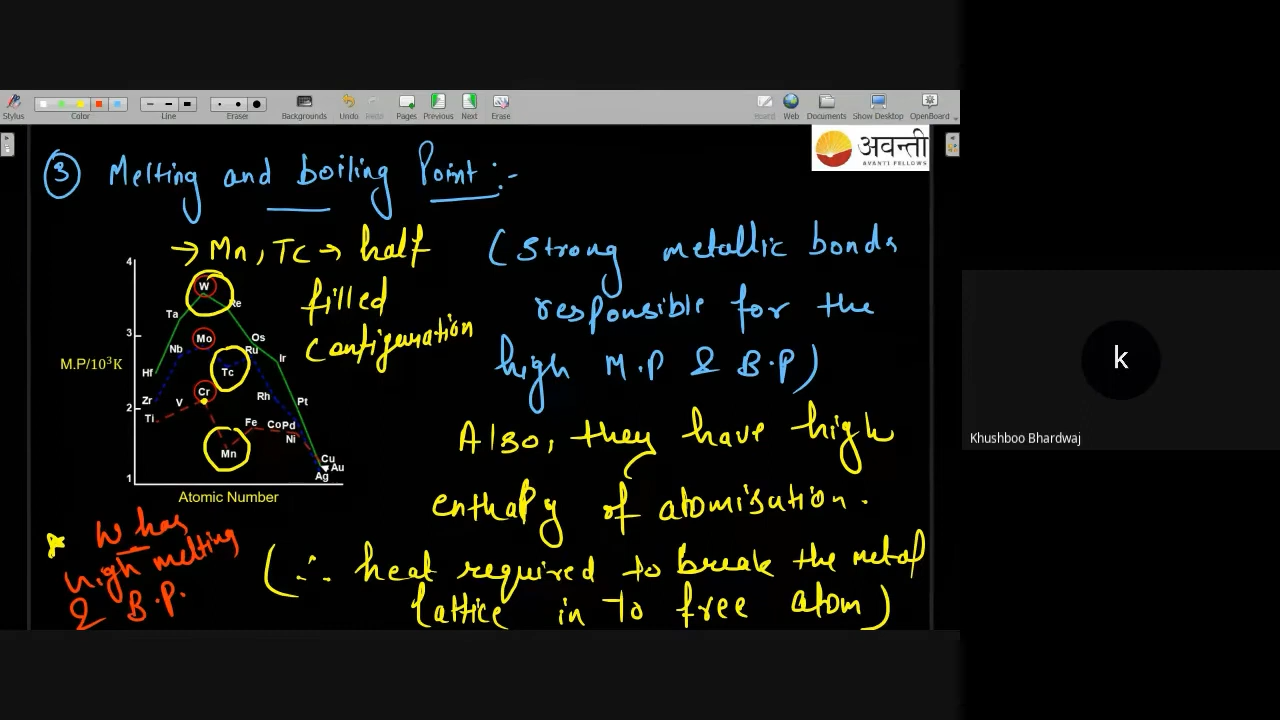 Stylus
Color
Line
Eraser
Backgrounds
Undo
Redo
Pages
Previous
Next
Erase
Board
Web
Documents
Show Desktop
OpenBoard
अवन्ती
AVANTI FELLOWS
③ Melting and boiling Point :-
→ Mn, Tc → half
filled
configuration
(strong metallic bonds
responsible for the
high M.P & B.P)
Also, they have high
enthalpy of atomisation.
(∴ heat required to break the metal
lattice in to free atom)
4
3
2
1
M.P/10³K
W
Re
Ta
Os
Mo
Nb
Ru
Ir
Hf
Tc
Zr
Cr
Rh
Pt
V
Ti
Fe
Co
Pd
Ni
Mn
Cu
Au
Ag
Atomic Number
* W has
high melting
& B.P.
k
Khushboo Bhardwaj